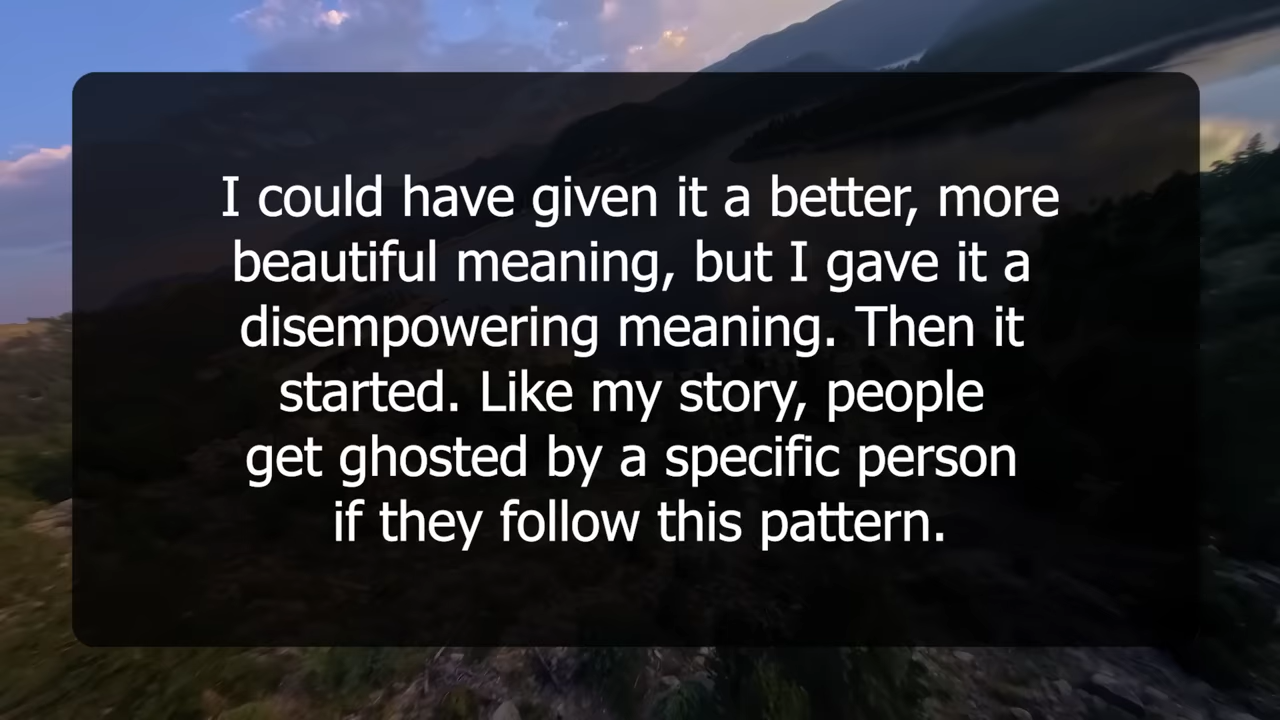 I could have given it a better, more
beautiful meaning, but I gave it a
disempowering meaning. Then it
started. Like my story, people
get ghosted by a specific person
if they follow this pattern.